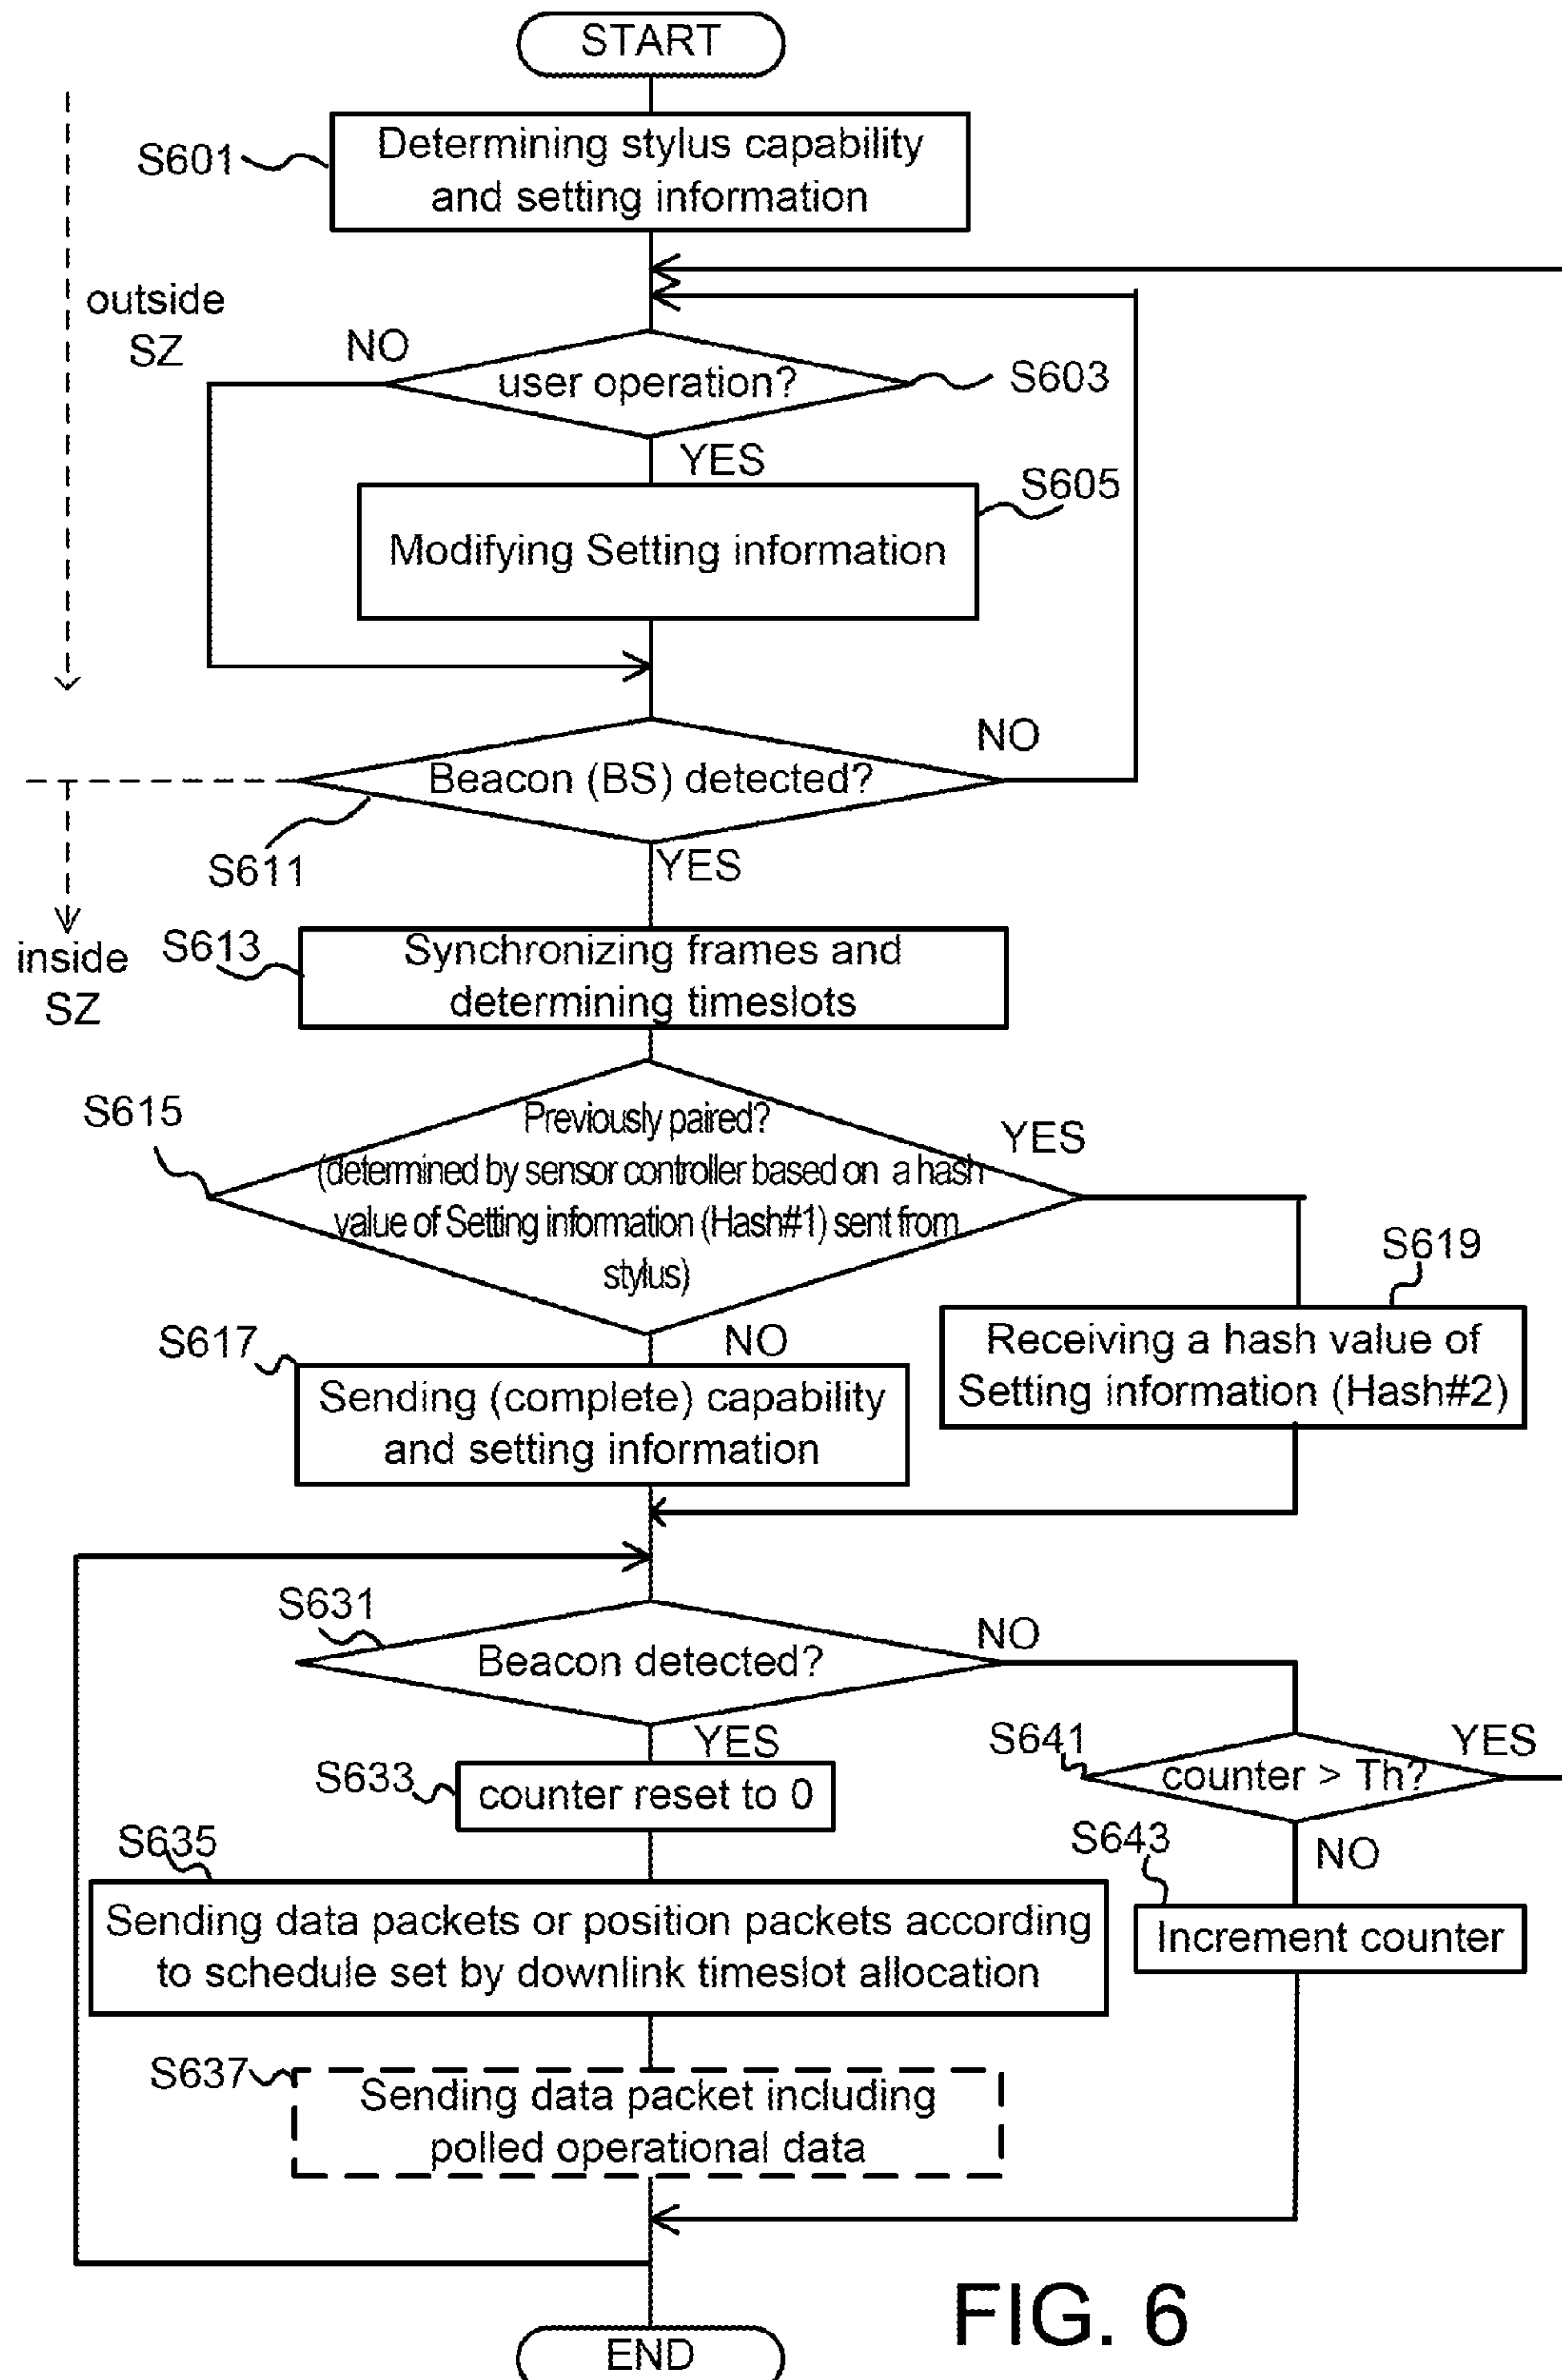 START
S601
Determining stylus capability
and setting information
outside
SZ
NO
user operation?
S603
YES
S605
Modifying Setting information
NO
Beacon (BS) detected?
S611
YES
inside
SZ
S613
Synchronizing frames and
determining timeslots
S615
Previously paired?
(determined by sensor controller based on a hash
value of Setting information (Hash#1) sent from
stylus)
YES
S619
Receiving a hash value of
Setting information (Hash#2)
NO
S617
Sending (complete) capability
and setting information
S631
Beacon detected?
NO
YES
S641
counter > Th?
YES
S633
counter reset to 0
S643
NO
Increment counter
S635
Sending data packets or position packets according
to schedule set by downlink timeslot allocation
S637
Sending data packet including
polled operational data
FIG. 6
END